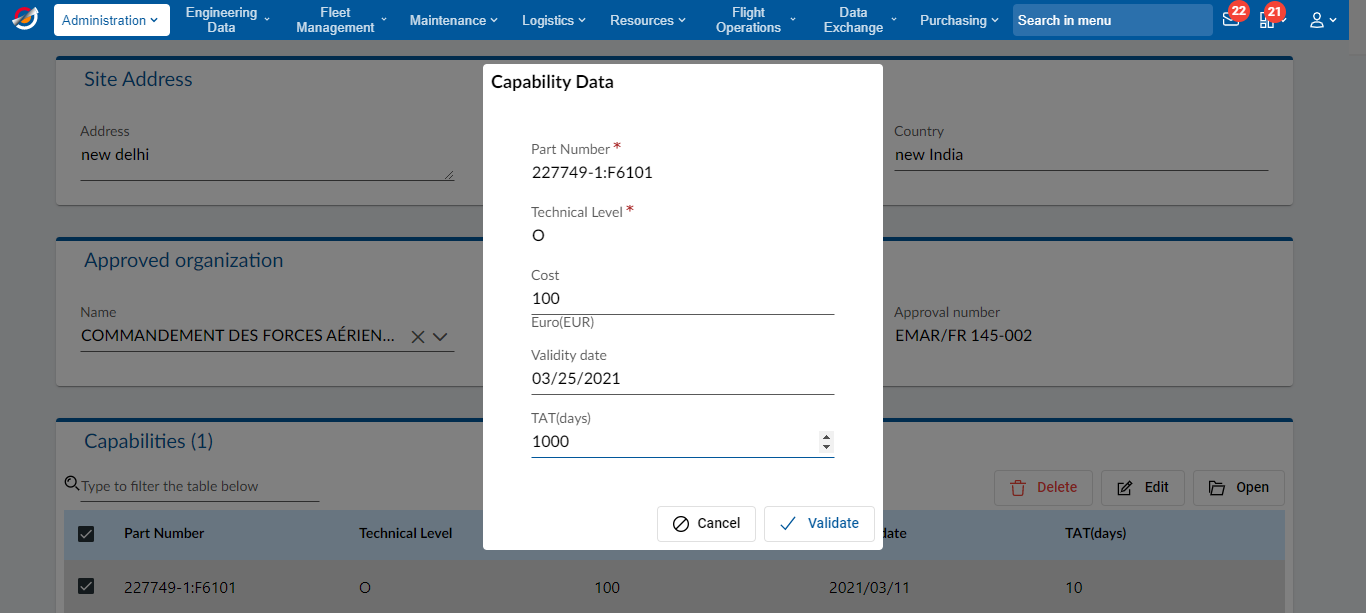 Administration
Engineering
Data
Fleet
Management
Maintenance
Logistics
Resources
Flight
Operations
Data
Exchange
Purchasing
Search in menu
22
21
Site Address
Address
new delhi
Country
new India
Approved organization
Name
COMMANDEMENT DES FORCES AÉRIEN...
Approval number
EMAR/FR 145-002
Capabilities (1)
Type to filter the table below
Delete
Edit
Open
Part Number
Technical Level
date
TAT(days)
227749-1:F6101
O
100
2021/03/11
10
Capability Data
Part Number *
227749-1:F6101
Technical Level *
O
Cost
100
Euro(EUR)
Validity date
03/25/2021
TAT(days)
1000
Cancel
Validate